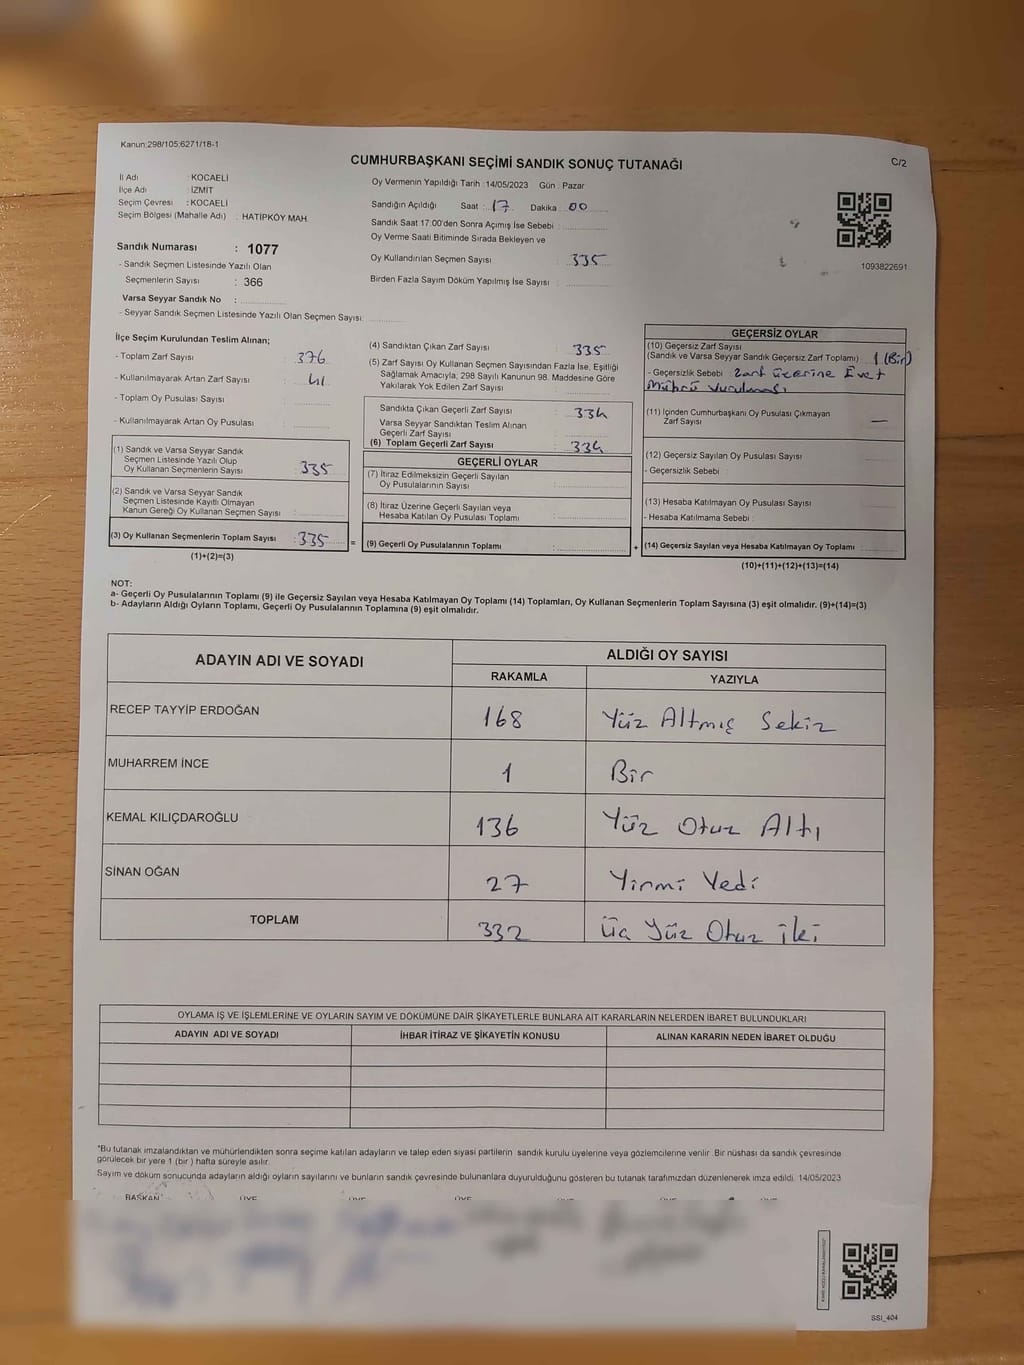 Kanun:298/105;6271/18-1
CUMHURBAŞKANI SEÇİMİ SANDIK SONUÇ TUTANAĞI
C/2
İl Adı : KOCAELİ
İlçe Adı : İZMİT
Seçim Çevresi : KOCAELİ
Seçim Bölgesi (Mahalle Adı) : HATİPKÖY MAH.
Sandık Numarası : 1077
- Sandık Seçmen Listesinde Yazılı Olan
Seçmenlerin Sayısı : 366
Varsa Seyyar Sandık No :
- Seyyar Sandık Seçmen Listesinde Yazılı Olan Seçmen Sayısı:
Oy Vermenin Yapıldığı Tarih :14/05/2023 Gün : Pazar
Sandığın Açıldığı Saat : 17 Dakika 00
Sandık Saat 17:00'den Sonra Açımış İse Sebebi :
Oy Verme Saati Bitiminde Sırada Bekleyen ve
Oy Kullandırılan Seçmen Sayısı : 335
Birden Fazla Sayım Döküm Yapılmış İse Sayısı :
1093822691
İlçe Seçim Kurulundan Teslim Alınan;
- Toplam Zarf Sayısı : 376
- Kullanılmayarak Artan Zarf Sayısı : 41
- Toplam Oy Pusulası Sayısı :
- Kullanılmayarak Artan Oy Pusulası :
(1) Sandık ve Varsa Seyyar Sandık
Seçmen Listesinde Yazılı Olup
Oy Kullanan Seçmenlerin Sayısı : 335
(2) Sandık ve Varsa Seyyar Sandık
Seçmen Listesinde Kayıtlı Olmayan
Kanun Gereği Oy Kullanan Seçmen Sayısı :
(3) Oy Kullanan Seçmenlerin Toplam Sayısı : 335
(1)+(2)=(3)
(4) Sandıktan Çıkan Zarf Sayısı : 335
(5) Zarf Sayısı Oy Kullanan Seçmen Sayısından Fazla İse, Eşitliği
Sağlamak Amacıyla, 298 Sayılı Kanunun 98. Maddesine Göre
Yakılarak Yok Edilen Zarf Sayısı :
Sandıkta Çıkan Geçerli Zarf Sayısı : 334
Varsa Seyyar Sandıktan Teslim Alınan
Geçerli Zarf Sayısı :
(6) Toplam Geçerli Zarf Sayısı : 334
GEÇERLİ OYLAR
(7) İtiraz Edilmeksizin Geçerli Sayılan
Oy Pusulalarının Sayısı :
(8) İtiraz Üzerine Geçerli Sayılan veya
Hesaba Katılan Oy Pusulası Toplamı :
= (9) Geçerli Oy Pusulalarının Toplamı :
GEÇERSİZ OYLAR
(10) Geçersiz Zarf Sayısı
(Sandık ve Varsa Seyyar Sandık Geçersiz Zarf Toplamı) : 1 (Bir)
- Geçersizlik Sebebi : Zarf üzerine Evet
Mührü Vurulması
(11) İçinden Cumhurbaşkanı Oy Pusulası Çıkmayan
Zarf Sayısı : —
(12) Geçersiz Sayılan Oy Pusulası Sayısı :
- Geçersizlik Sebebi :
(13) Hesaba Katılmayan Oy Pusulası Sayısı :
- Hesaba Katılmama Sebebi :
+ (14) Geçersiz Sayılan veya Hesaba Katılmayan Oy Toplamı :
(10)+(11)+(12)+(13)=(14)
NOT:
a- Geçerli Oy Pusulalarının Toplamı (9) ile Geçersiz Sayılan veya Hesaba Katılmayan Oy Toplamı (14) Toplamları, Oy Kullanan Seçmenlerin Toplam Sayısına (3) eşit olmalıdır. (9)+(14)=(3)
b- Adayların Aldığı Oyların Toplamı, Geçerli Oy Pusulalarının Toplamına (9) eşit olmalıdır.
ADAYIN ADI VE SOYADI ALDIĞI OY SAYISI
RAKAMLA YAZIYLA
RECEP TAYYİP ERDOĞAN 168 Yüz Altmış Sekiz
MUHARREM İNCE 1 Bir
KEMAL KILIÇDAROĞLU 136 Yüz Otuz Altı
SİNAN OĞAN 27 Yirmi Yedi
TOPLAM 332 Üç Yüz Otuz İki
OYLAMA İŞ VE İŞLEMLERİNE VE OYLARIN SAYIM VE DÖKÜMÜNE DAİR ŞİKAYETLERLE BUNLARA AİT KARARLARIN NELERDEN İBARET BULUNDUKLARI
ADAYIN ADI VE SOYADI İHBAR İTİRAZ VE ŞİKAYETİN KONUSU ALINAN KARARIN NEDEN İBARET OLDUĞU
*Bu tutanak imzalandıktan ve mühürlendikten sonra seçime katılan adayların ve talep eden siyasi partilerin sandık kurulu üyelerine veya gözlemcilerine verilir. Bir nüshası da sandık çevresinde
görülecek bir yere 1 (bir) hafta süreyle asılır.
Sayım ve döküm sonucunda adayların aldığı oyların sayılarını ve bunların sandık çevresinde bulunanlara duyurulduğunu gösteren bu tutanak tarafımızdan düzenlenerek imza edildi. 14/05/2023
BAŞKAN ÜYE ÜYE ÜYE ÜYE ÜYE
SSI_404